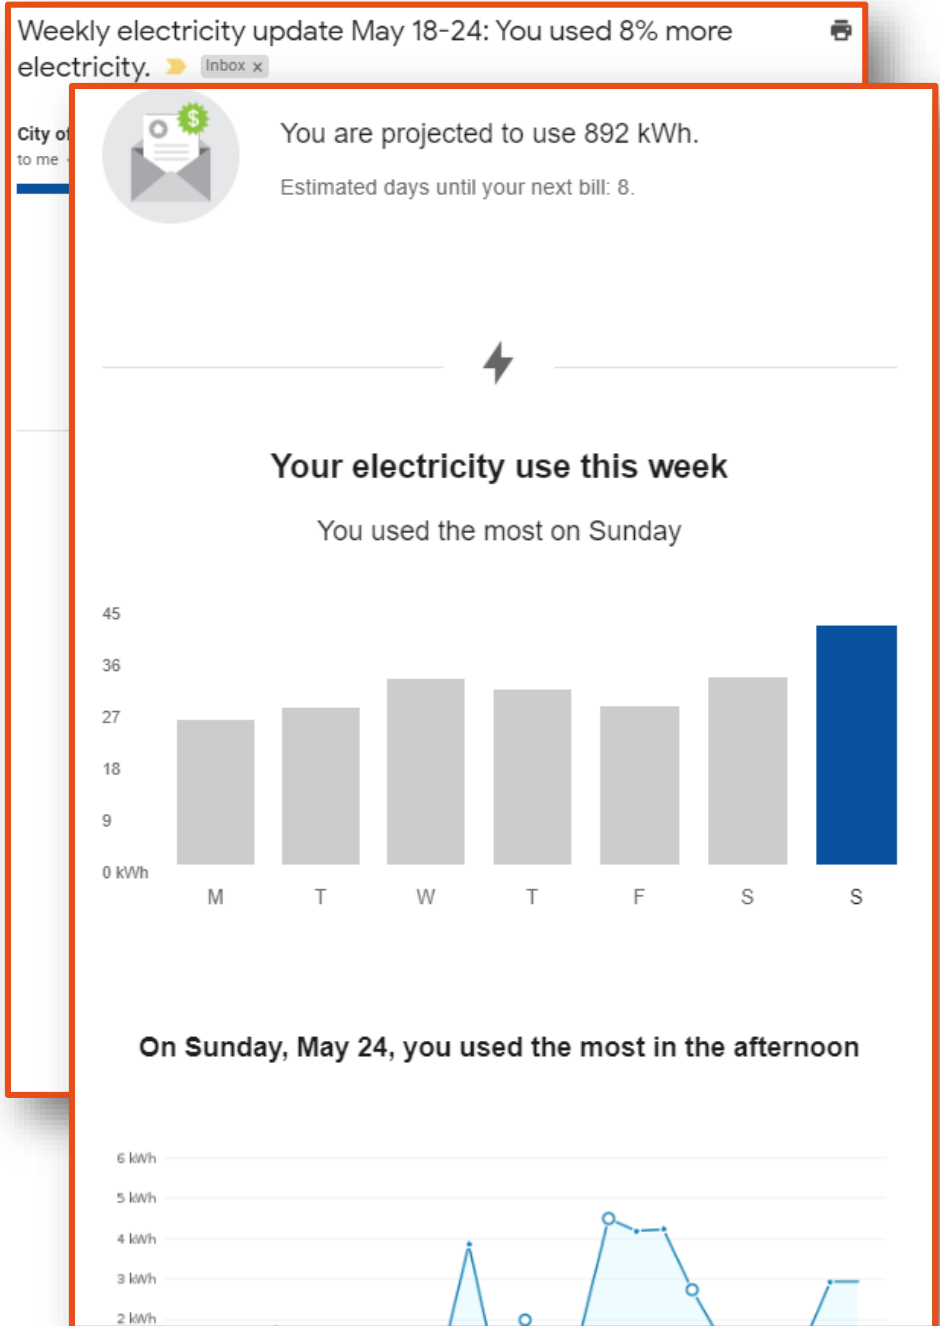 Weekly electricity update May 18-24: You used 8% more
electricity. Inbox x
City of
to me
You are projected to use 892 kWh.
Estimated days until your next bill: 8.
$
Your electricity use this week
You used the most on Sunday
45
36
27
18
9
0 kWh
M T W T F S S
On Sunday, May 24, you used the most in the afternoon
6 kWh
5 kWh
4 kWh
3 kWh
2 kWh